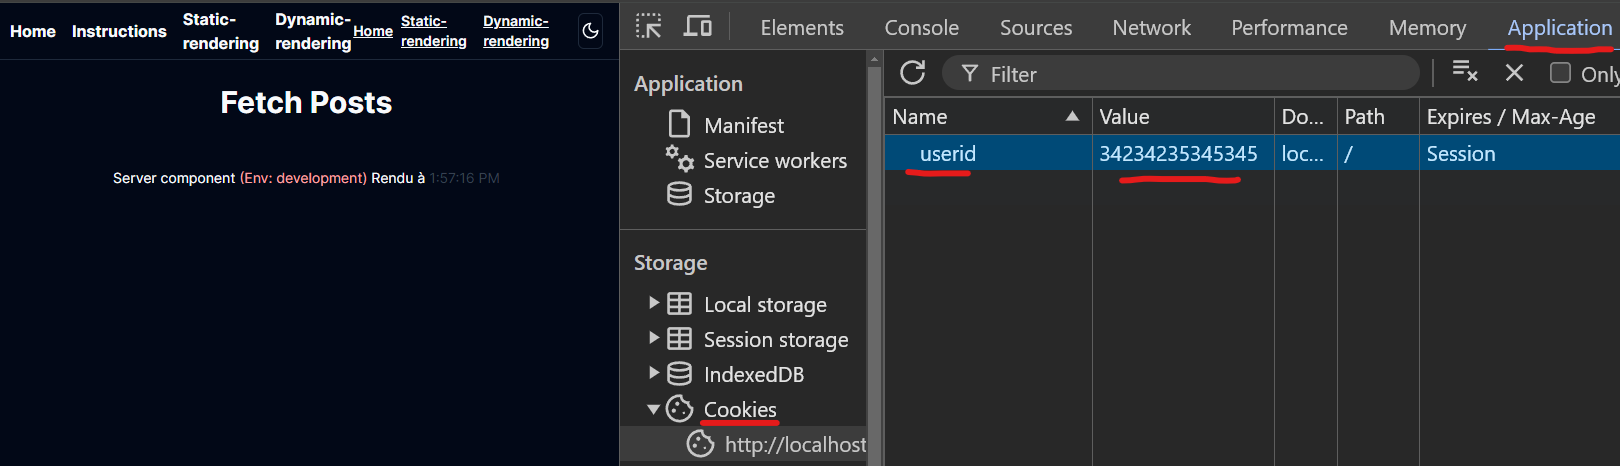 Home Instructions Static-rendering Dynamic-rendering Home Static-rendering Dynamic-rendering
Fetch Posts
Server component (Env: development) Rendu à 1:57:16 PM
Elements Console Sources Network Performance Memory Application
Application
Manifest
Service workers
Storage
Storage
Local storage
Session storage
IndexedDB
Cookies
http://localhost
Filter Only
Name Value Do... Path Expires / Max-Age
userid 34234235345345 loc... / Session